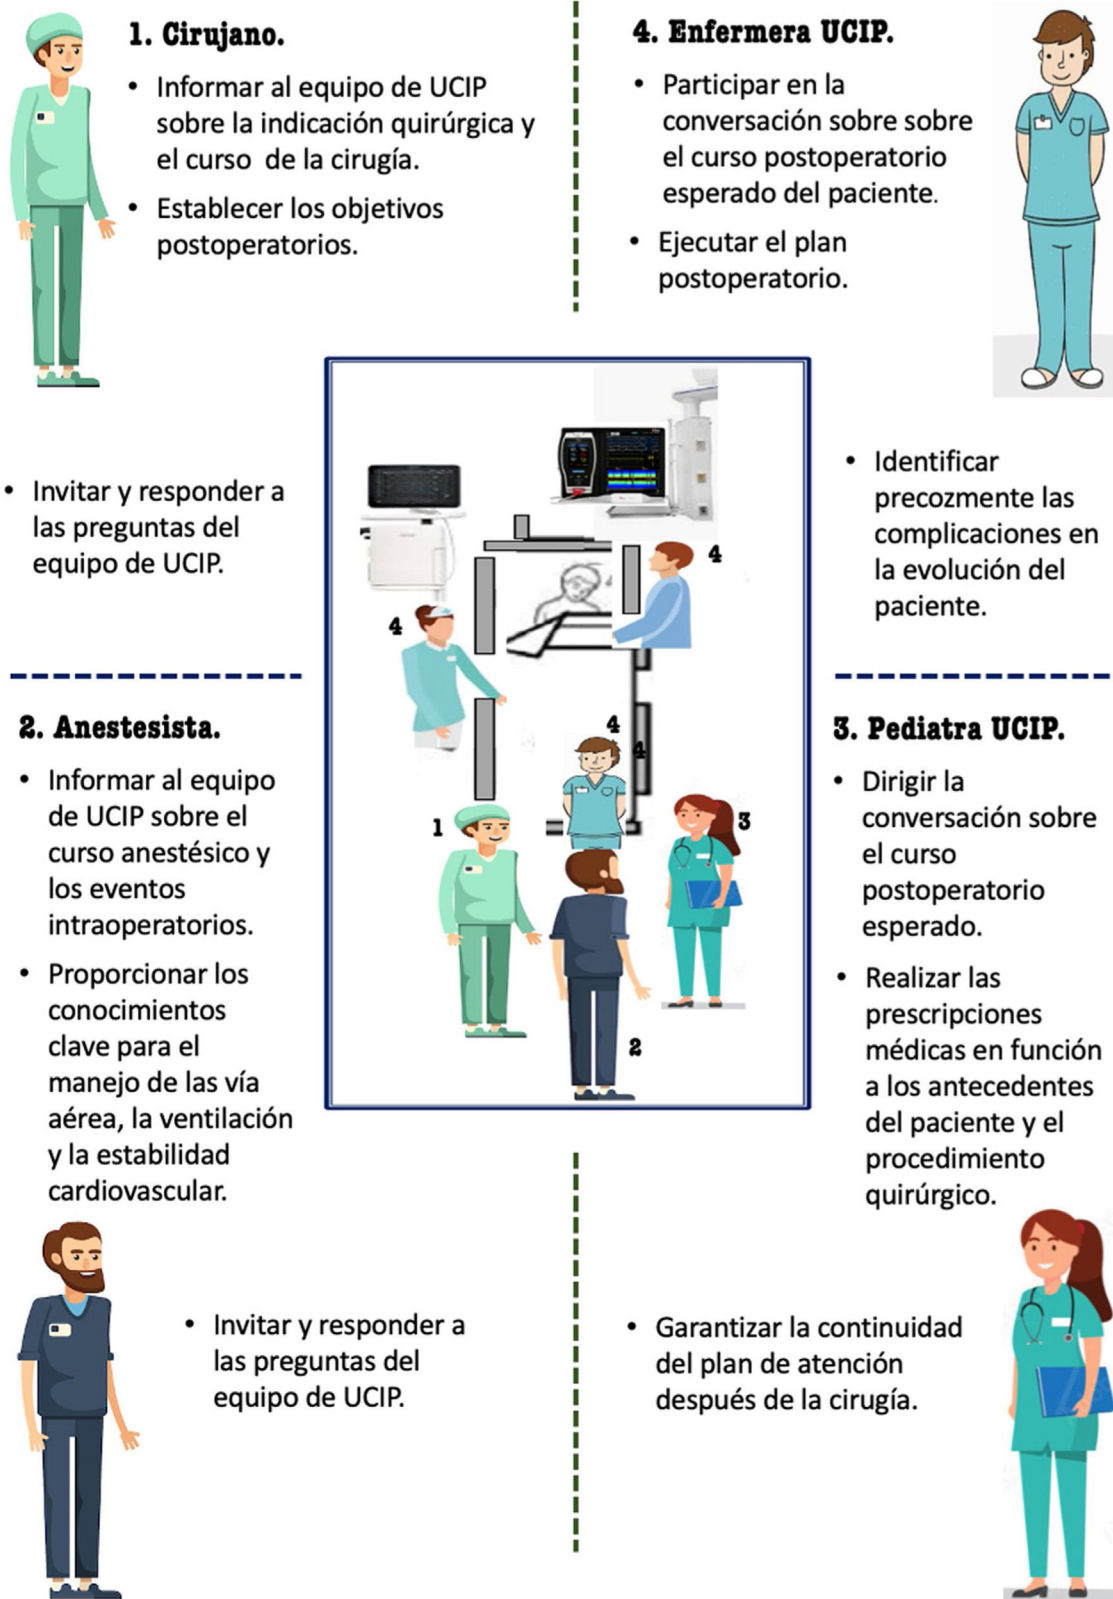 1. Cirujano.
• Informar al equipo de UCIP
sobre la indicación quirúrgica y
el curso de la cirugía.
• Establecer los objetivos
postoperatorios.
• Invitar y responder a
las preguntas del
equipo de UCIP.
4. Enfermera UCIP.
• Participar en la
conversación sobre sobre
el curso postoperatorio
esperado del paciente.
• Ejecutar el plan
postoperatorio.
• Identificar
precozmente las
complicaciones en
la evolución del
paciente.
4
4
4
4
1
3
2
2. Anestesista.
• Informar al equipo
de UCIP sobre el
curso anestésico y
los eventos
intraoperatorios.
• Proporcionar los
conocimientos
clave para el
manejo de las vía
aérea, la ventilación
y la estabilidad
cardiovascular.
• Invitar y responder a
las preguntas del
equipo de UCIP.
3. Pediatra UCIP.
• Dirigir la
conversación sobre
el curso
postoperatorio
esperado.
• Realizar las
prescripciones
médicas en función
a los antecedentes
del paciente y el
procedimiento
quirúrgico.
• Garantizar la continuidad
del plan de atención
después de la cirugía.